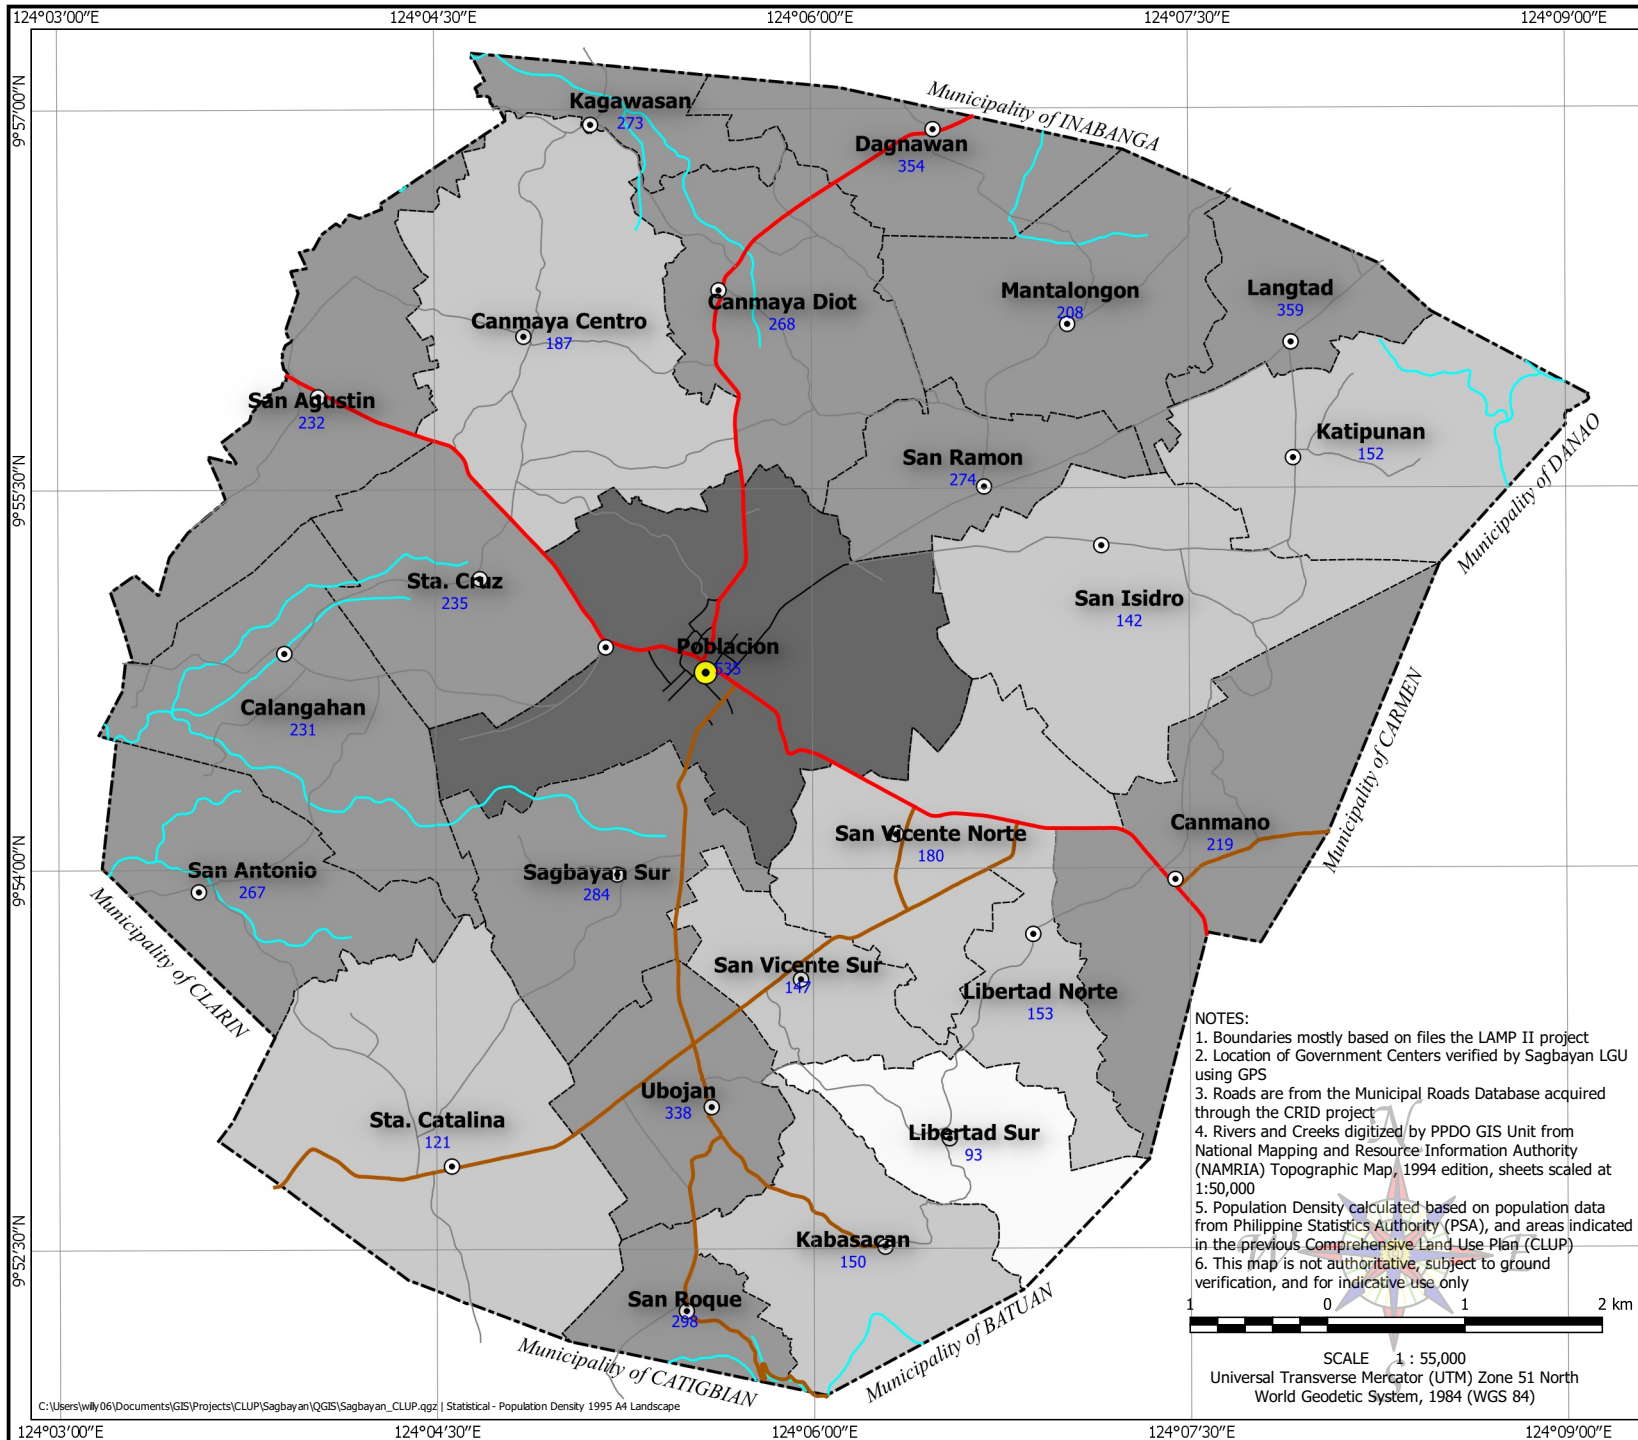 124°03′00″E 124°04′30″E 124°06′00″E 124°07′30″E 124°09′00″E
9°57′00″N
Municipality of INABANGA
Kagawasan
273
Dagnawan
354
Canmaya Diot
268
Mantalongon
208
Langtad
359
Canmaya Centro
187
San Agustin
232
Katipunan
152
Municipality of DANAO
San Ramon
274
9°55′30″N
Sta. Cruz
235
San Isidro
142
Poblacion
535
Calangahan
231
Municipality of CARMEN
San Vicente Norte
180
Canmano
219
9°54′00″N
San Antonio
267
Sagbayan Sur
284
Municipality of CLARIN
San Vicente Sur
147
Libertad Norte
153
Ubojan
338
Sta. Catalina
121
Libertad Sur
93
9°52′30″N
Kabasacan
150
San Roque
298
Municipality of CATIGBIAN
Municipality of BATUAN
NOTES:
1. Boundaries mostly based on files the LAMP II project
2. Location of Government Centers verified by Sagbayan LGU
using GPS
3. Roads are from the Municipal Roads Database acquired
through the CRID project
4. Rivers and Creeks digitized by PPDO GIS Unit from
National Mapping and Resource Information Authority
(NAMRIA) Topographic Map, 1994 edition, sheets scaled at
1:50,000
5. Population Density calculated based on population data
from Philippine Statistics Authority (PSA), and areas indicated
in the previous Comprehensive Land Use Plan (CLUP)
6. This map is not authoritative, subject to ground
verification, and for indicative use only
N
W E
S
1 0 1 2 km
SCALE 1 : 55,000
Universal Transverse Mercator (UTM) Zone 51 North
World Geodetic System, 1984 (WGS 84)
C:\Users\willy06\Documents\GIS\Projects\CLUP\Sagbayan\QGIS\Sagbayan_CLUP.qgz | Statistical - Population Density 1995 A4 Landscape
124°03′00″E 124°04′30″E 124°06′00″E 124°07′30″E 124°09′00″E